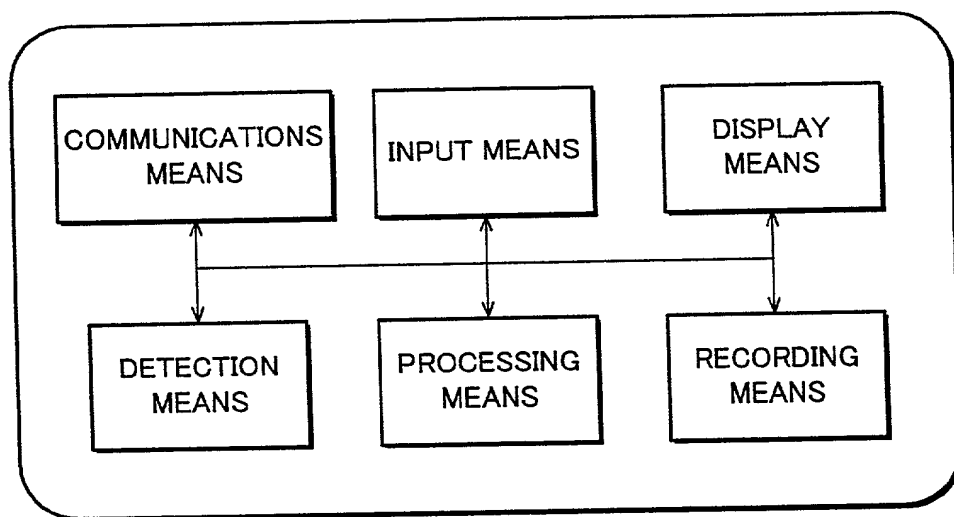 COMMUNICATIONS
MEANS
INPUT MEANS
DISPLAY
MEANS
DETECTION
MEANS
PROCESSING
MEANS
RECORDING
MEANS